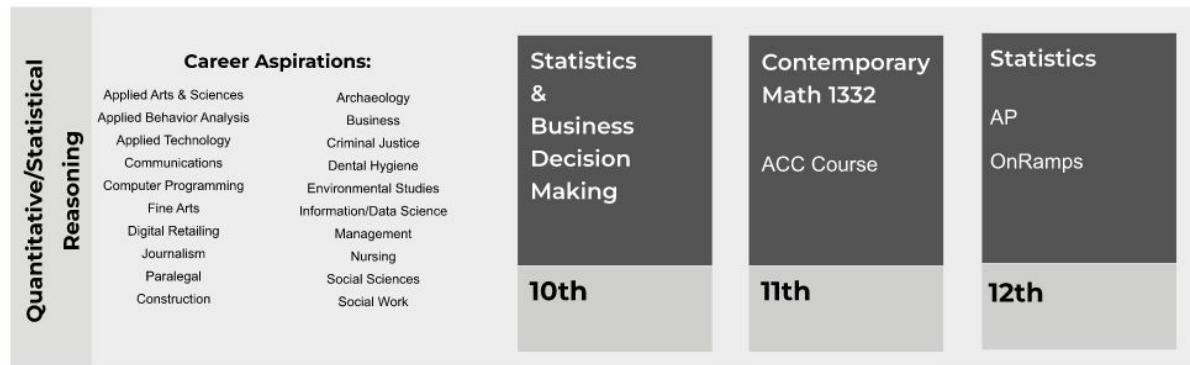 Quantitative/Statistical
Reasoning
Career Aspirations:
Applied Arts & Sciences
Applied Behavior Analysis
Applied Technology
Communications
Computer Programming
Fine Arts
Digital Retailing
Journalism
Paralegal
Construction
Archaeology
Business
Criminal Justice
Dental Hygiene
Environmental Studies
Information/Data Science
Management
Nursing
Social Sciences
Social Work
Statistics
&
Business
Decision
Making
10th
Contemporary
Math 1332
ACC Course
11th
Statistics
AP
OnRamps
12th